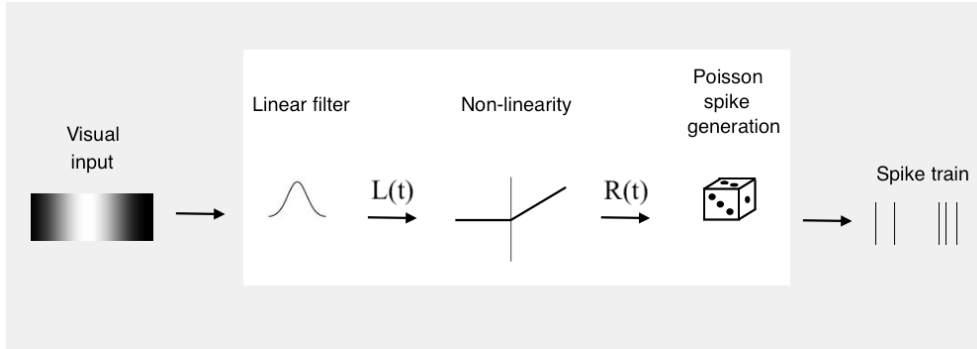 Visual
input
Linear filter
L(t)
Non-linearity
R(t)
Poisson
spike
generation
Spike train